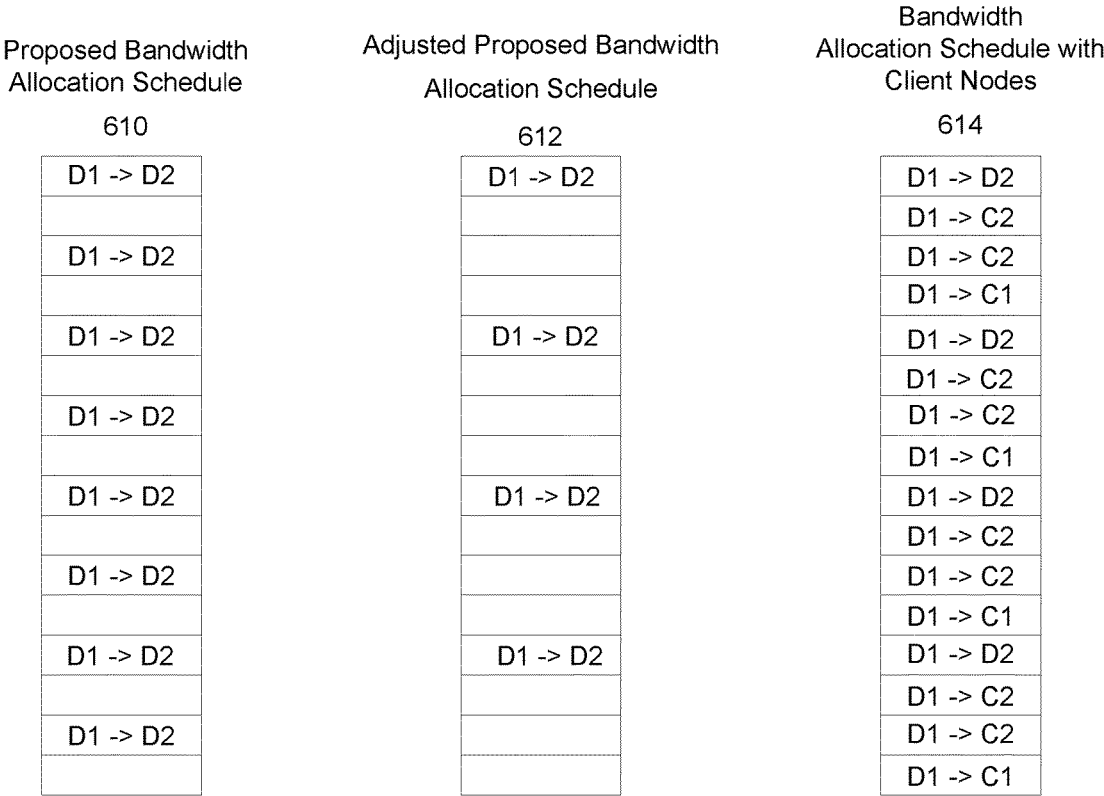 Proposed Bandwidth
Allocation Schedule
610
D1 -> D2
D1 -> D2
D1 -> D2
D1 -> D2
D1 -> D2
D1 -> D2
D1 -> D2
D1 -> D2
Adjusted Proposed Bandwidth
Allocation Schedule
612
D1 -> D2
D1 -> D2
D1 -> D2
D1 -> D2
Bandwidth
Allocation Schedule with
Client Nodes
614
D1 -> D2
D1 -> C2
D1 -> C2
D1 -> C1
D1 -> D2
D1 -> C2
D1 -> C2
D1 -> C1
D1 -> D2
D1 -> C2
D1 -> C2
D1 -> C1
D1 -> D2
D1 -> C2
D1 -> C2
D1 -> C1